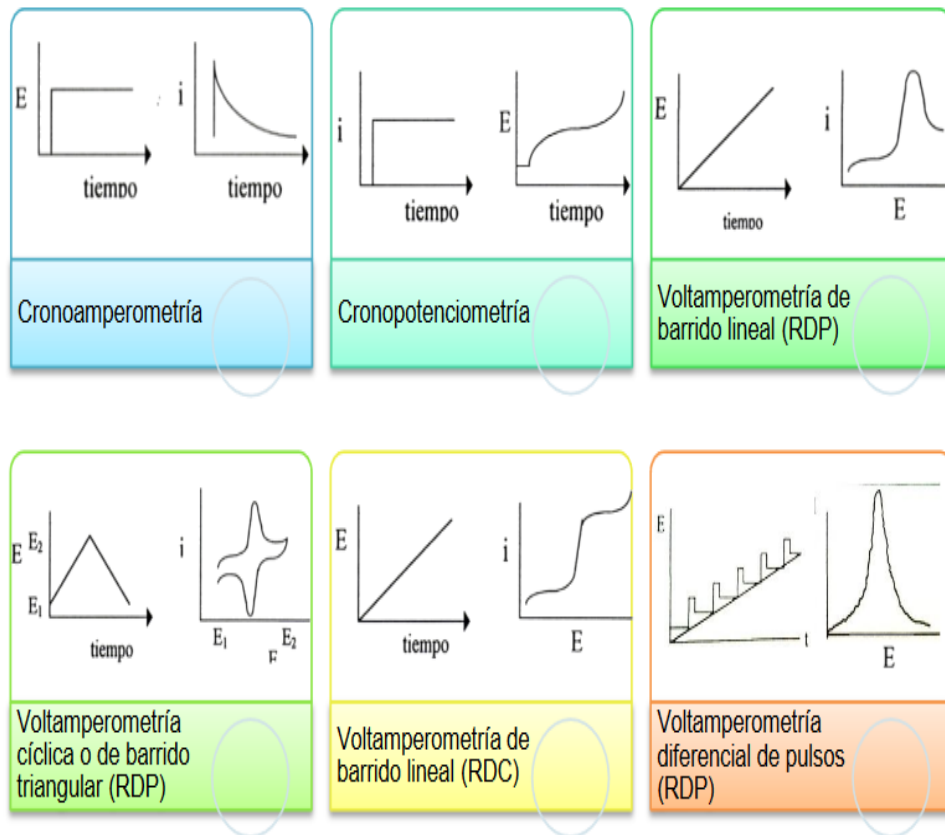 E
tiempo
i
tiempo
Cronoamperometría
i
tiempo
E
tiempo
Cronopotenciometría
E
tiempo
i
E
Voltamperometría de
barrido lineal (RDP)
E
E₂
E₁
tiempo
i
E₁
E₂
E
Voltamperometría
cíclica o de barrido
triangular (RDP)
E
tiempo
i
E
Voltamperometría de
barrido lineal (RDC)
E
t
E
Voltamperometría
diferencial de pulsos
(RDP)